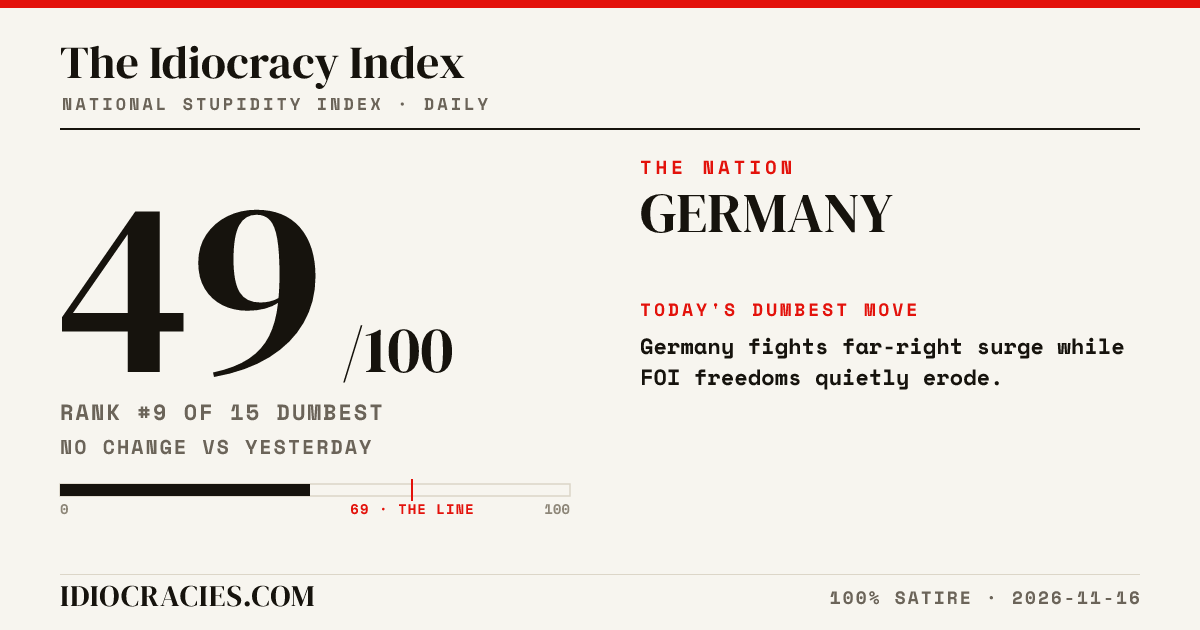 The Idiocracy Index
NATIONAL STUPIDITY INDEX · DAILY
49 /100
RANK #9 OF 15 DUMBEST
NO CHANGE VS YESTERDAY
0
69 · THE LINE
100
THE NATION
GERMANY
TODAY'S DUMBEST MOVE
Germany fights far-right surge while
FOI freedoms quietly erode.
IDIOCRACIES.COM
100% SATIRE · 2026-11-16